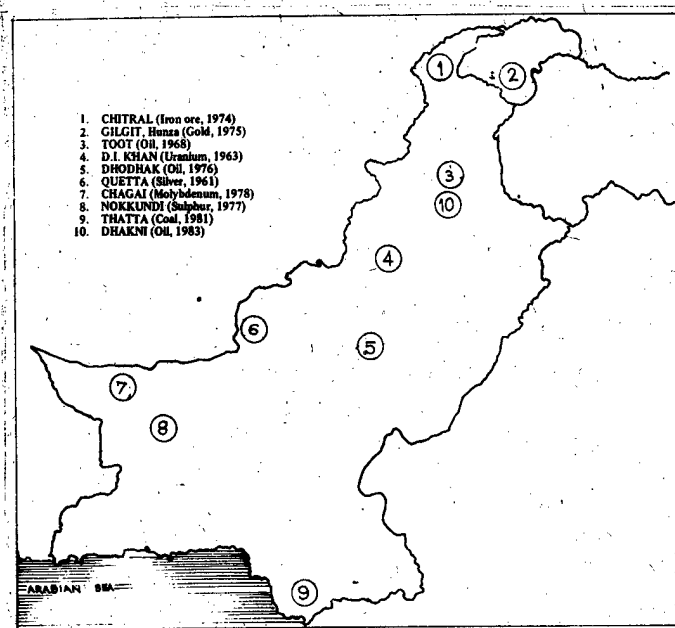 1. CHITRAL (Iron ore, 1974)
2. GILGIT, Hunza (Gold, 1975)
3. TOOT (Oil, 1968)
4. D.I. KHAN (Uranium, 1963)
5. DHODHAK (Oil, 1976)
6. QUETTA (Silver, 1961)
7. CHAGAI (Molybdenum, 1978)
8. NOKKUNDI (Sulphur, 1977)
9. THATTA (Coal, 1981)
10. DHAKNI (Oil, 1983)
1
2
3
10
4
6
5
7
8
9
ARABIAN SEA